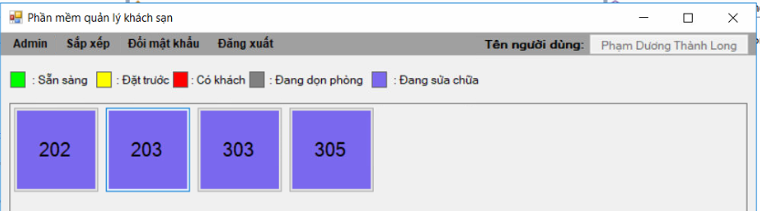 Phần mềm quản lý khách sạn
Admin Sắp xếp Đổi mật khẩu Đăng xuất Tên người dùng: Phạm Dương Thành Long
: Sẵn sàng : Đặt trước : Có khách : Đang dọn phòng : Đang sửa chữa
202 203 303 305